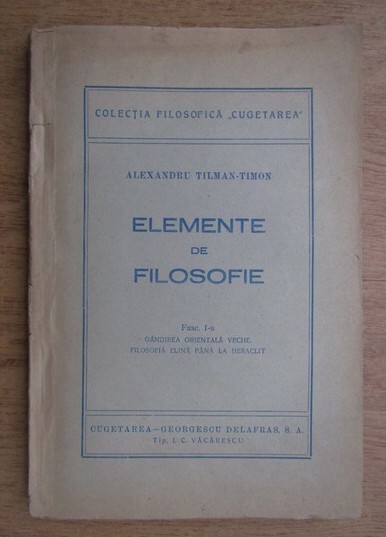 COLECȚIA FILOSOFICĂ „CUGETAREA"
ALEXANDRU TILMAN-TIMON
ELEMENTE
DE
FILOSOFIE
Fasc. I-a
GÂNDIREA ORIENTALĂ VECHE.
FILOSOFIA ELINĂ PÂNĂ LA HERACLIT
CUGETAREA—GEORGESCU DELAFRAS, S. A.
Tip. I. C. VĂCĂRESCU